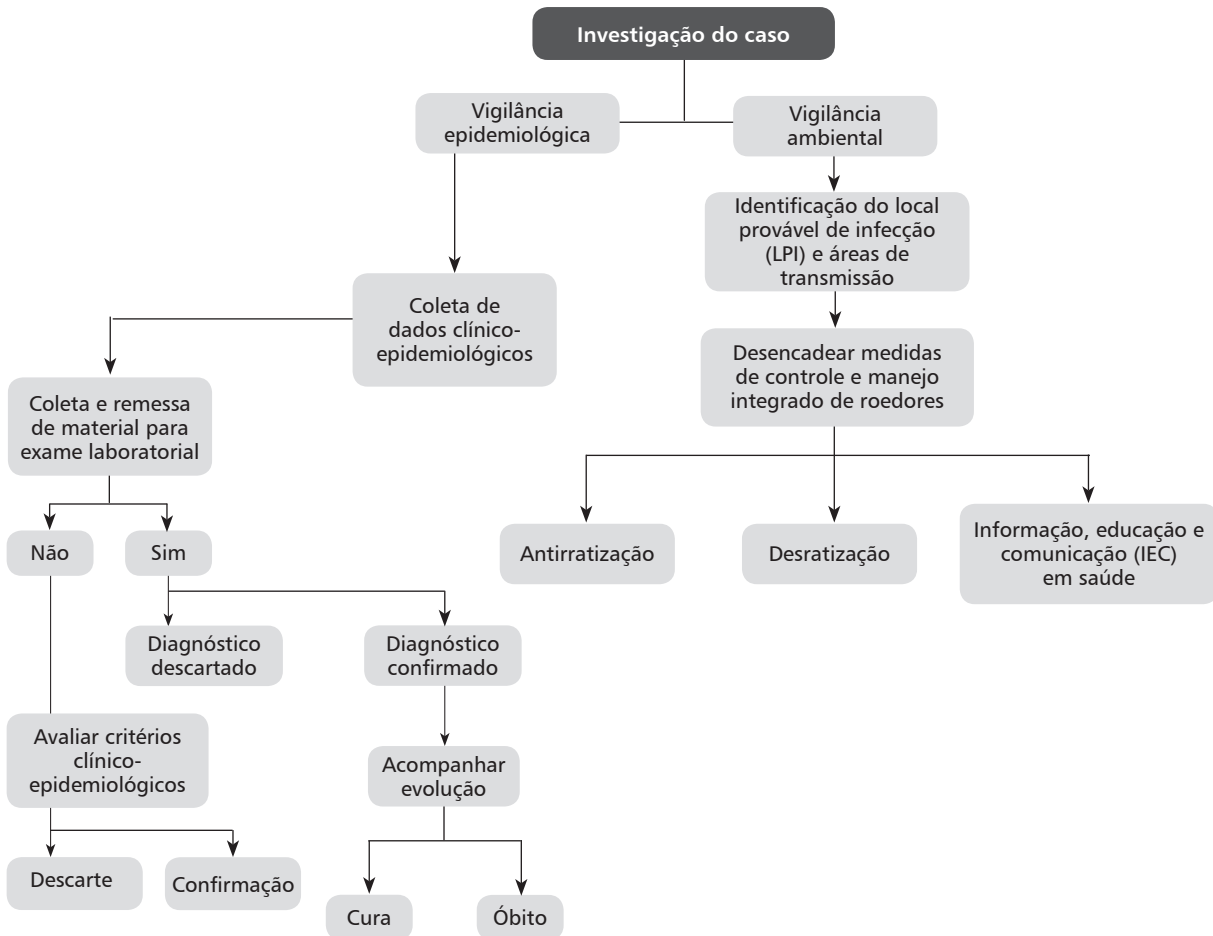 Investigação do caso
Vigilância
epidemiológica
Vigilância
ambiental
Identificação do local
provável de infecção
(LPI) e áreas de
transmissão
Coleta de
dados clínico-
epidemiológicos
Desencadear medidas
de controle e manejo
integrado de roedores
Coleta e remessa
de material para
exame laboratorial
Antirratização
Desratização
Informação, educação e
comunicação (IEC)
em saúde
Não
Sim
Diagnóstico
descartado
Diagnóstico
confirmado
Avaliar critérios
clínico-
epidemiológicos
Acompanhar
evolução
Descarte
Confirmação
Cura
Óbito